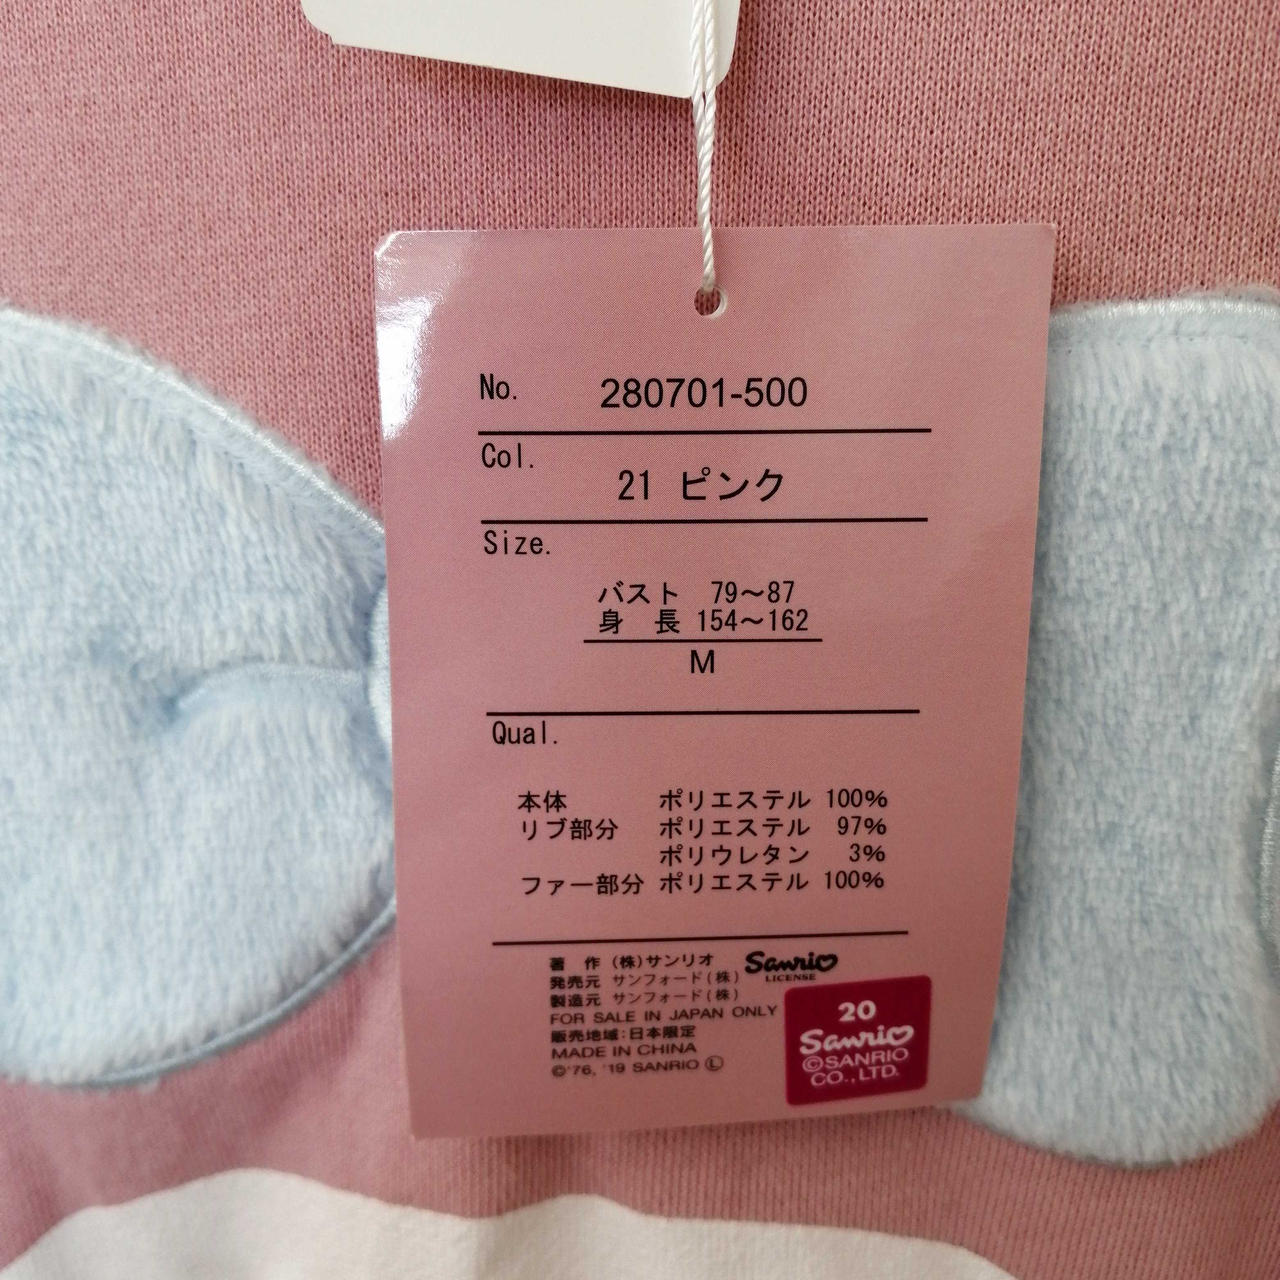 No. 280701-500
Col.
21 ピンク
Size.
バスト 79～87
身 長 154～162
M
Qual.
本体 ポリエステル 100%
リブ部分 ポリエステル 97%
ポリウレタン 3%
ファー部分 ポリエステル 100%
著 作 (株)サンリオ
Sanrio
LICENSE
発売元 サンフォード(株)
製造元 サンフォード(株)
FOR SALE IN JAPAN ONLY
販売地域:日本限定
MADE IN CHINA
©'76, '19 SANRIO Ⓛ
20
Sanrio
©SANRIO
CO.,LTD.